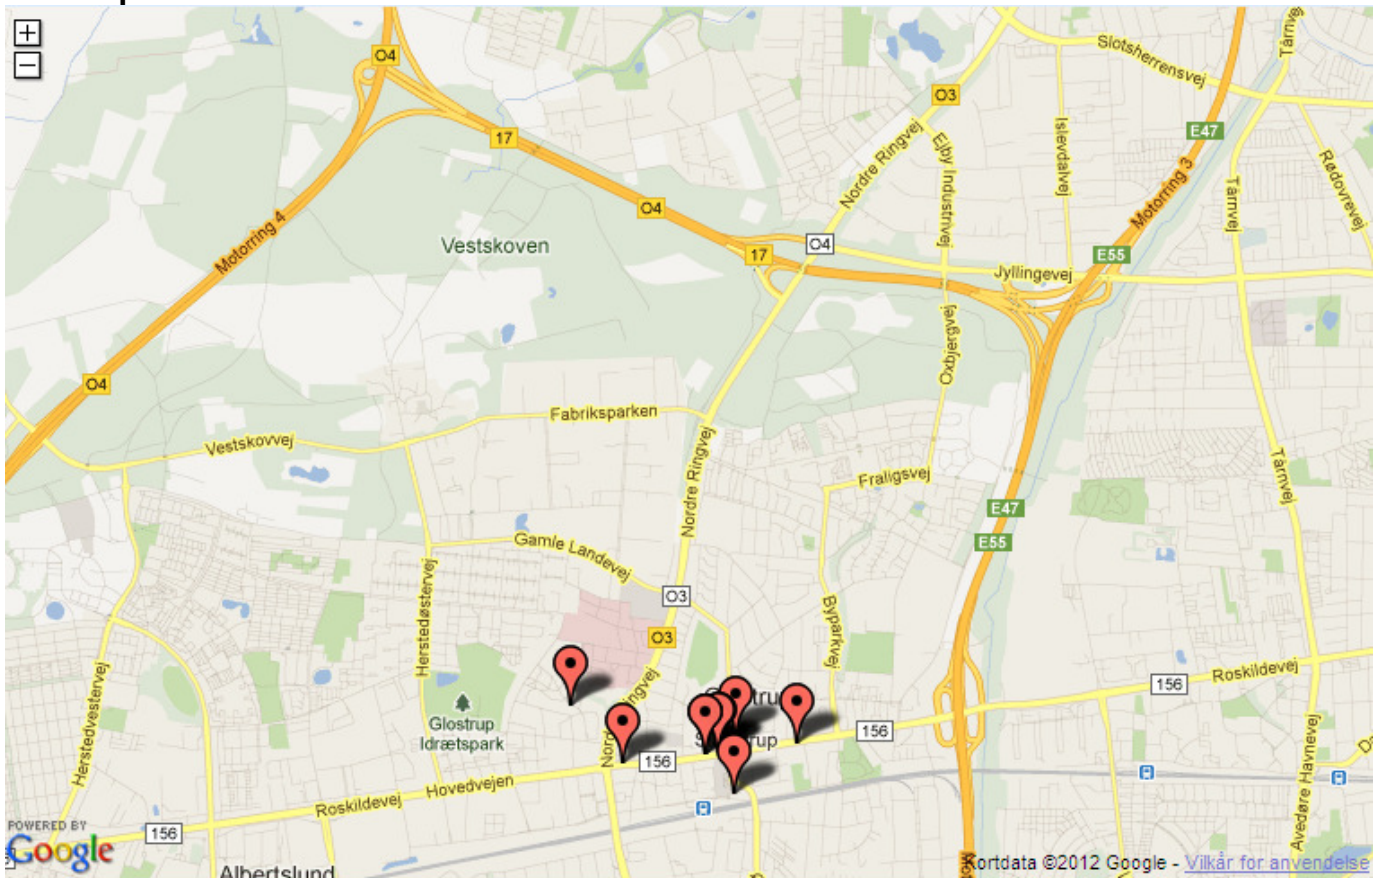 +
−
O4
Tårnvej
Slotsherrensvej
O3
17
E47
Islevdalvej
Nordre Ringvej
Ejby Industrivej
Rødovrevej
Tårnvej
Motorring 3
O4
Motorring 4
Vestskoven
O4
17
E55
Jyllingevej
Oxbjergvej
O4
Fabriksparken
Vestskovvej
Nordre Ringvej
Fraligsvej
Tårnvej
E47
Gamle Landevej
E55
Herstedøstervej
O3
Byparkvej
O3
Herstedvestervej
Roskildevej
156
Glostrup
Idrætspark
156
156
Hovedvejen
Roskildevej
Avedøre Havnevej
POWERED BY
Google
156
Albertslund
Kortdata ©2012 Google - Vilkår for anvendelse